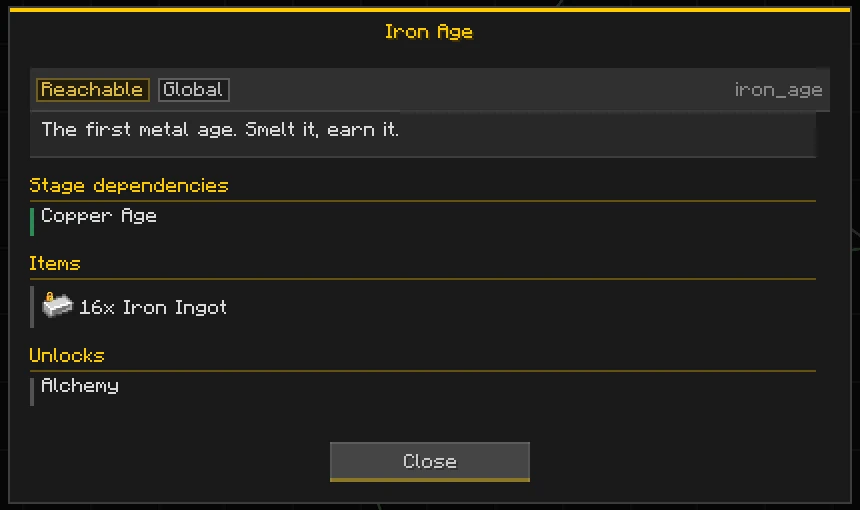 Iron Age
Reachable Global iron_age
The first metal age. Smelt it, earn it.
Stage dependencies
Copper Age
Items
16x Iron Ingot
Unlocks
Alchemy
Close